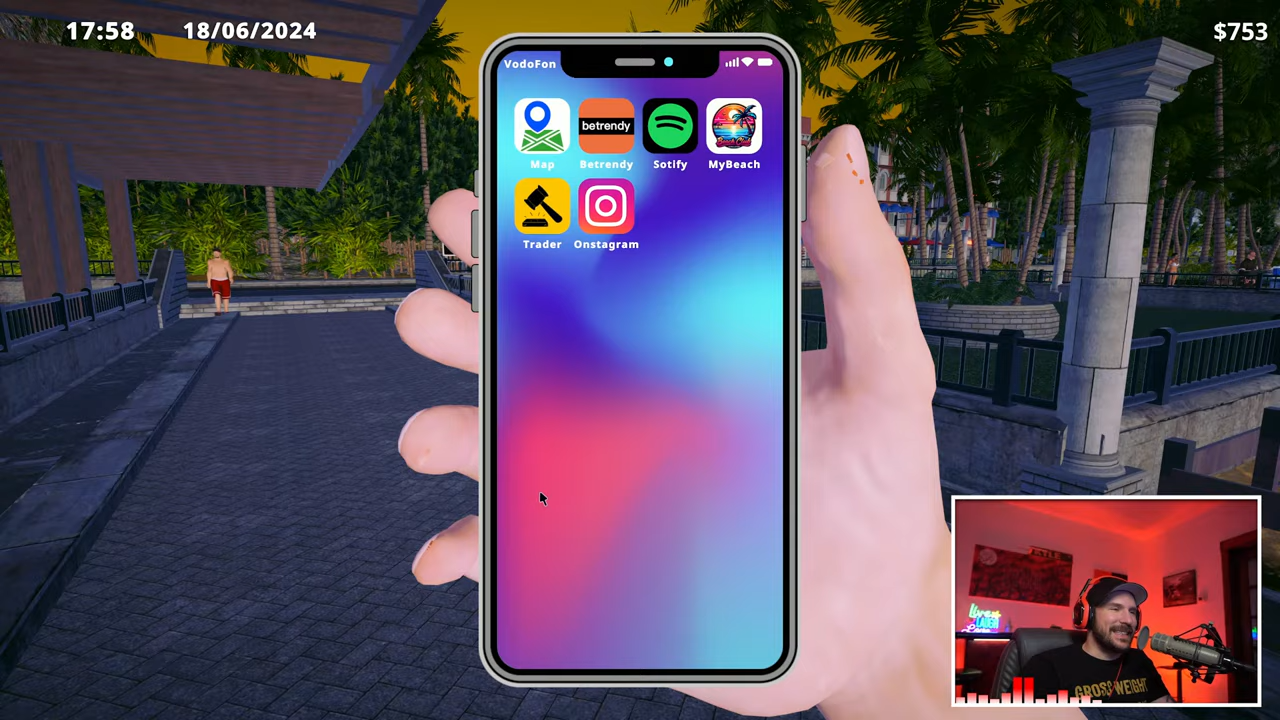 17:58 18/06/2024
$753
VodoFon
betrendy
Map Betrendy Sotify MyBeach
Trader Onstagram
GROSS WEIGHT